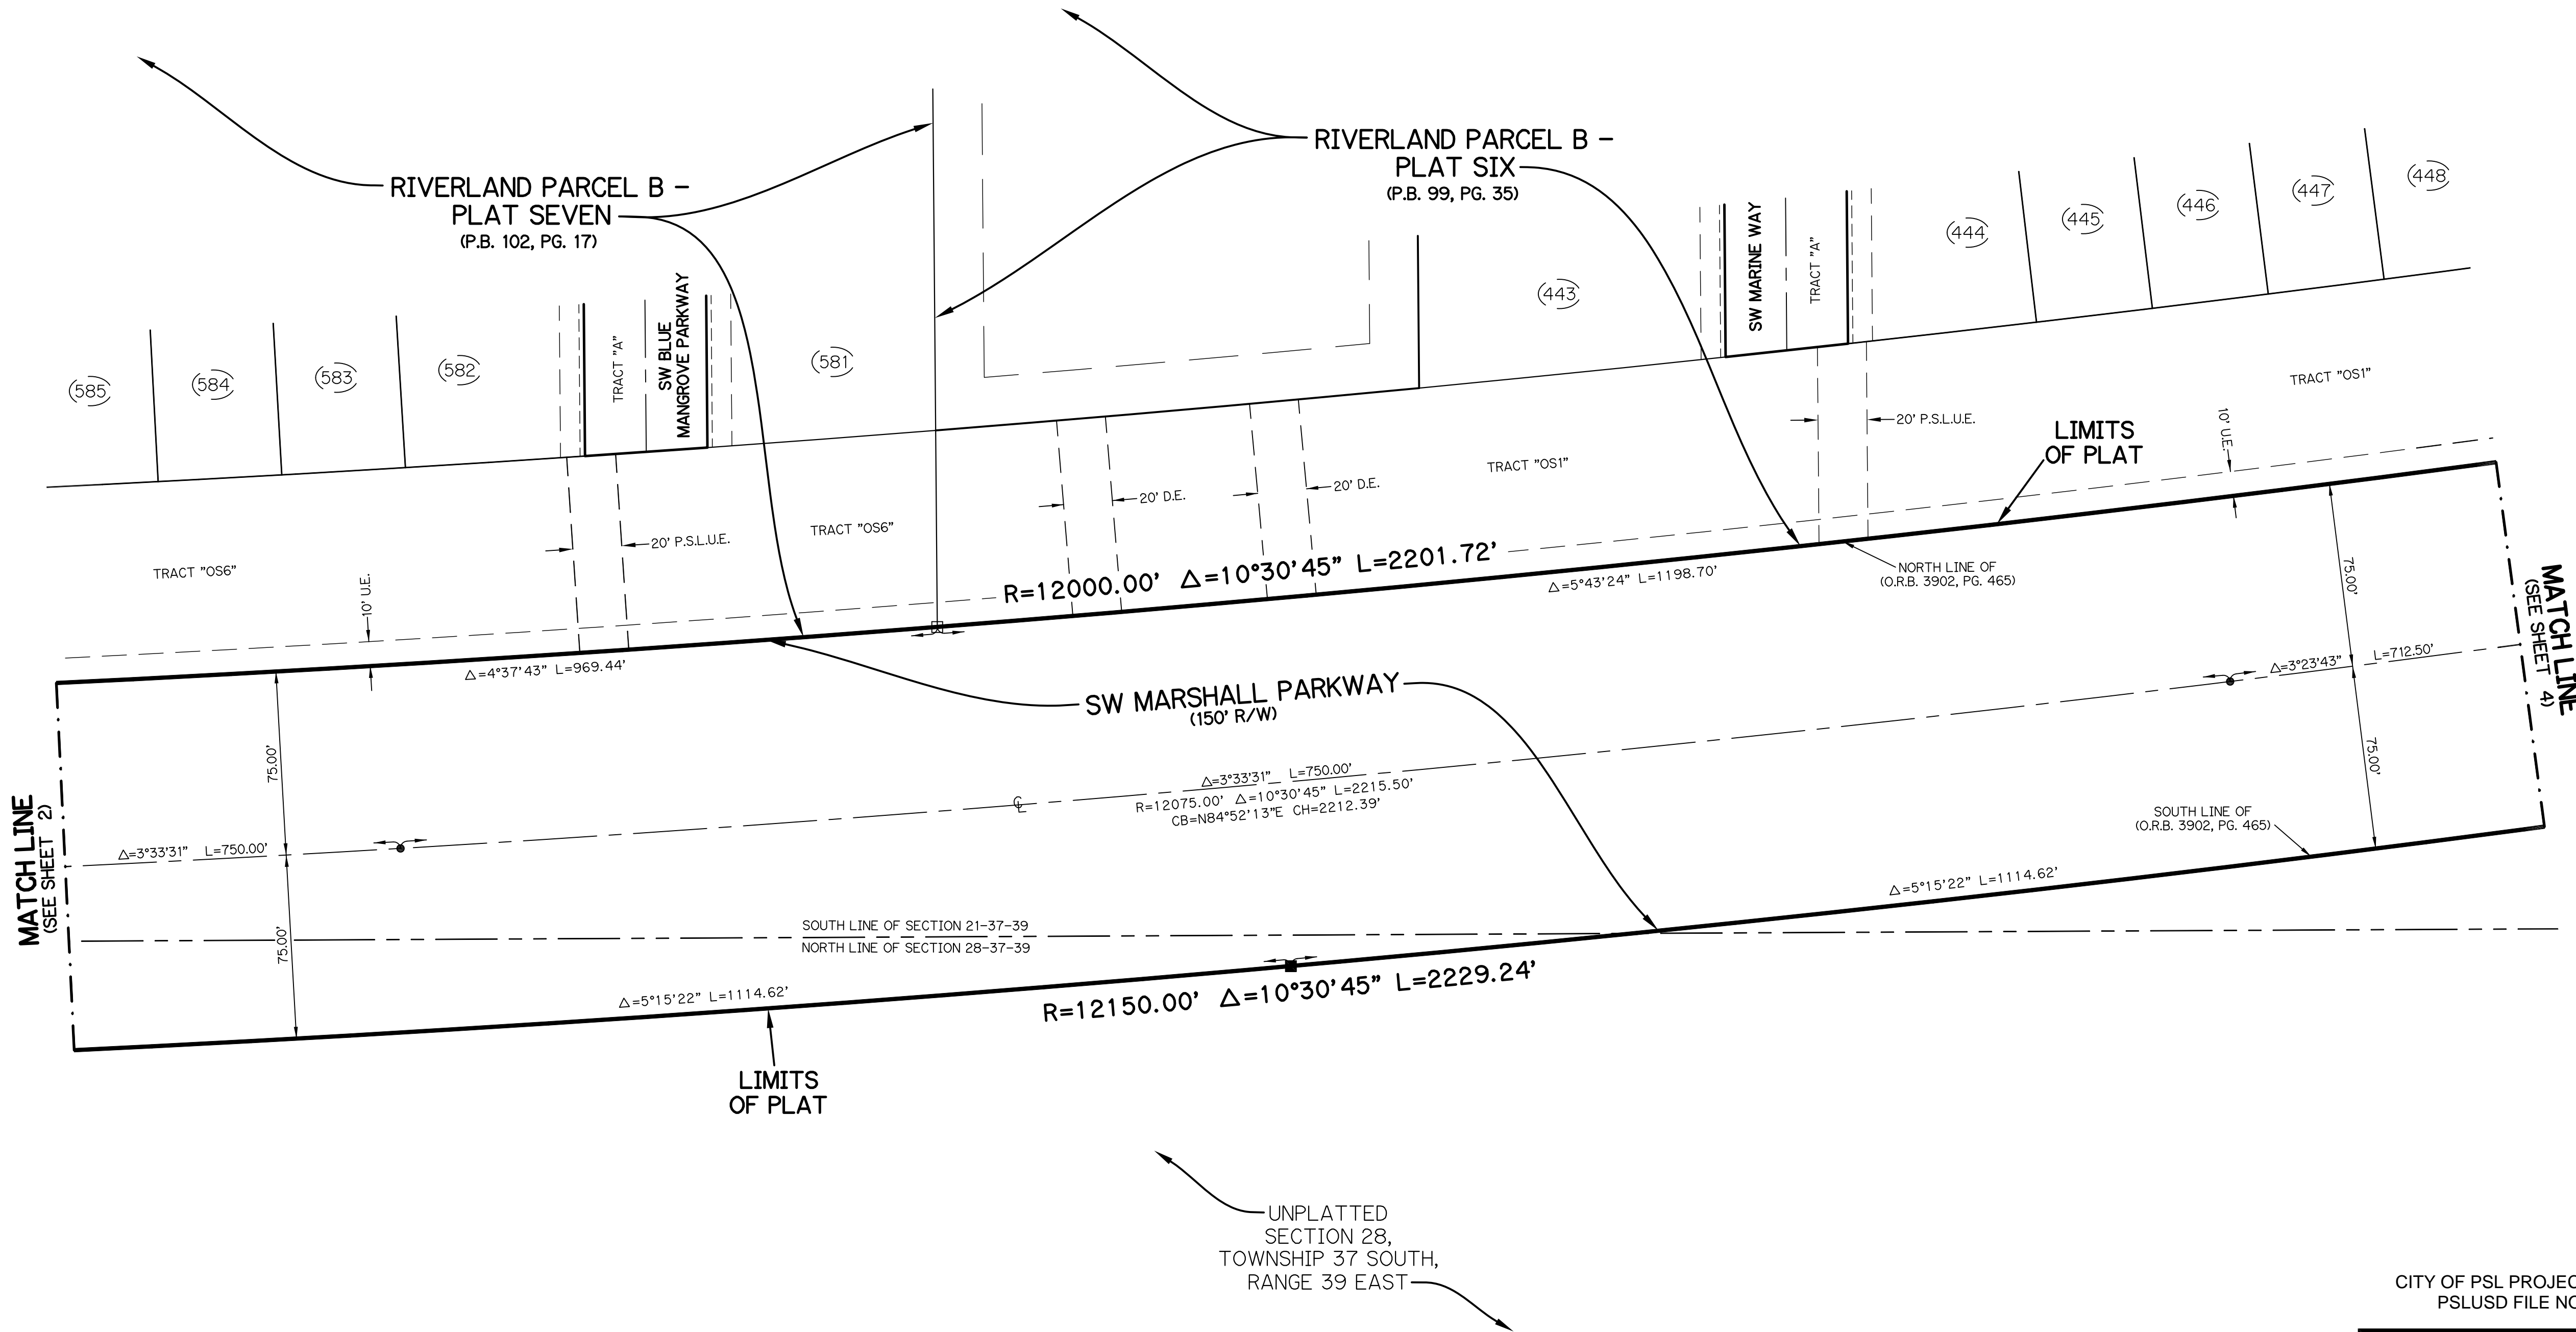 RIVERLAND PARCEL B -
PLAT SEVEN
(P.B. 102, PG. 17)
RIVERLAND PARCEL B -
PLAT SIX
(P.B. 99, PG. 35)
585
584
583
582
TRACT "A"
SW BLUE
MANGROVE PARKWAY
581
443
SW MARINE WAY
TRACT "A"
444
445
446
447
448
TRACT "OS6"
10' U.E.
20' P.S.L.U.E.
TRACT "OS6"
20' D.E.
20' D.E.
TRACT "OS1"
20' P.S.L.U.E.
LIMITS
OF PLAT
10' U.E.
TRACT "OS1"
R=12000.00' Δ=10°30'45" L=2201.72'
Δ=4°37'43" L=969.44'
Δ=5°43'24" L=1198.70'
NORTH LINE OF
(O.R.B. 3902, PG. 465)
75.00'
MATCH LINE
(SEE SHEET 4)
SW MARSHALL PARKWAY
(150' R/W)
Δ=3°23'43" L=712.50'
75.00'
75.00'
MATCH LINE
(SEE SHEET 2)
Δ=3°33'31" L=750.00'
75.00'
℄
Δ=3°33'31" L=750.00'
R=12075.00' Δ=10°30'45" L=2215.50'
CB=N84°52'13"E CH=2212.39'
SOUTH LINE OF
(O.R.B. 3902, PG. 465)
Δ=5°15'22" L=1114.62'
SOUTH LINE OF SECTION 21-37-39
NORTH LINE OF SECTION 28-37-39
Δ=5°15'22" L=1114.62'
R=12150.00' Δ=10°30'45" L=2229.24'
LIMITS
OF PLAT
UNPLATTED
SECTION 28,
TOWNSHIP 37 SOUTH,
RANGE 39 EAST
CITY OF PSL PROJEC
PSLUSD FILE NO